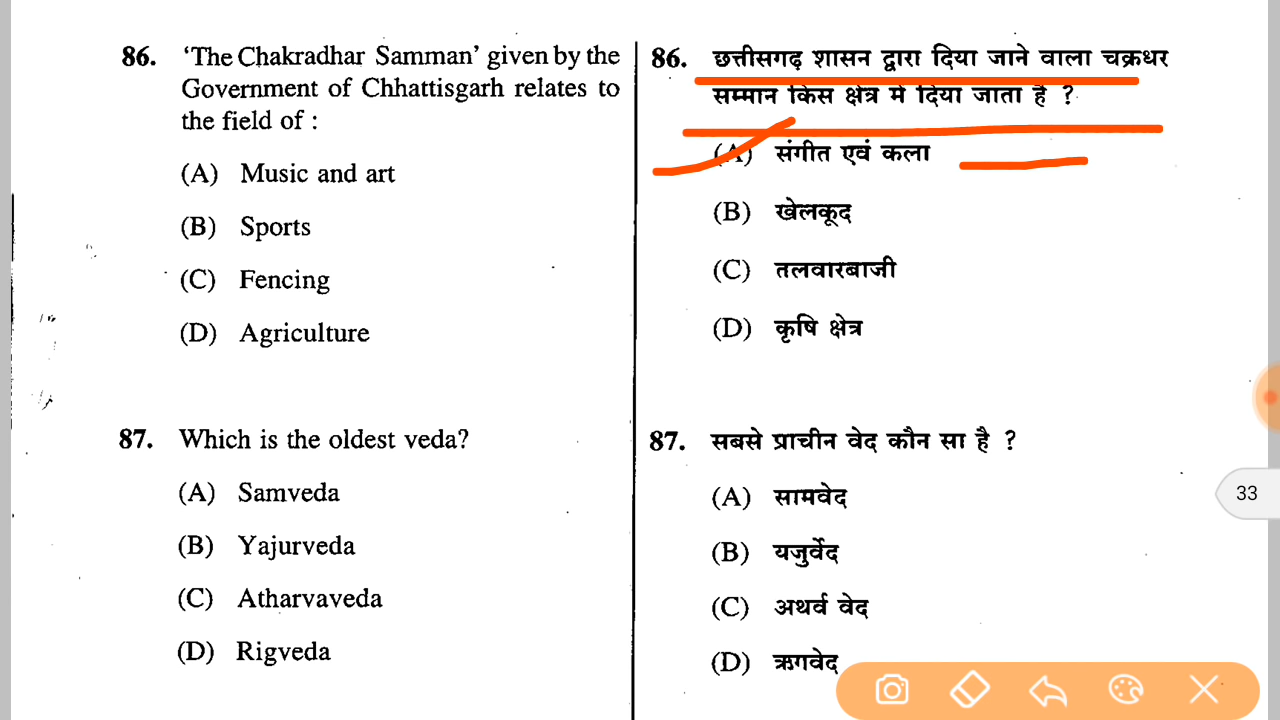 86. ‘The Chakradhar Samman’ given by the
Government of Chhattisgarh relates to
the field of :
(A) Music and art
(B) Sports
(C) Fencing
(D) Agriculture
87. Which is the oldest veda?
(A) Samveda
(B) Yajurveda
(C) Atharvaveda
(D) Rigveda
86. छत्तीसगढ़ शासन द्वारा दिया जाने वाला चक्रधर
सम्मान किस क्षेत्र में दिया जाता है ?
(A) संगीत एवं कला
(B) खेलकूद
(C) तलवारबाजी
(D) कृषि क्षेत्र
87. सबसे प्राचीन वेद कौन सा है ?
(A) सामवेद
(B) यजुर्वेद
(C) अथर्व वेद
(D) ऋगवेद
33